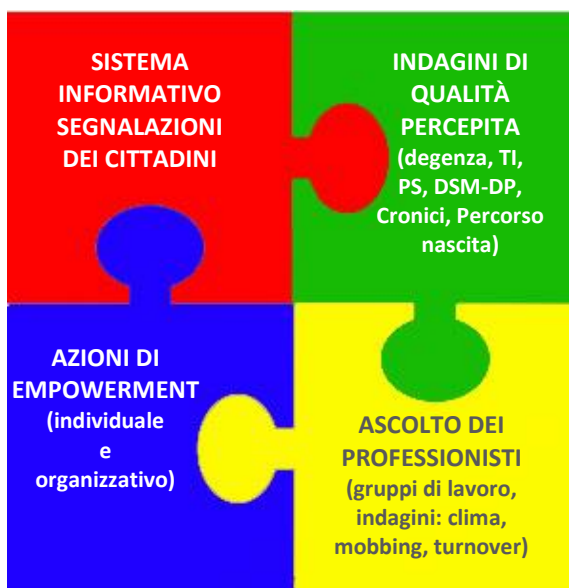 SISTEMA
INFORMATIVO
SEGNALAZIONI
DEI CITTADINI
INDAGINI DI
QUALITÀ
PERCEPITA
(degenza, TI,
PS, DSM-DP,
Cronici, Percorso
nascita)
AZIONI DI
EMPOWERMENT
(individuale
e
organizzativo)
ASCOLTO DEI
PROFESSIONISTI
(gruppi di lavoro,
indagini: clima,
mobbing, turnover)